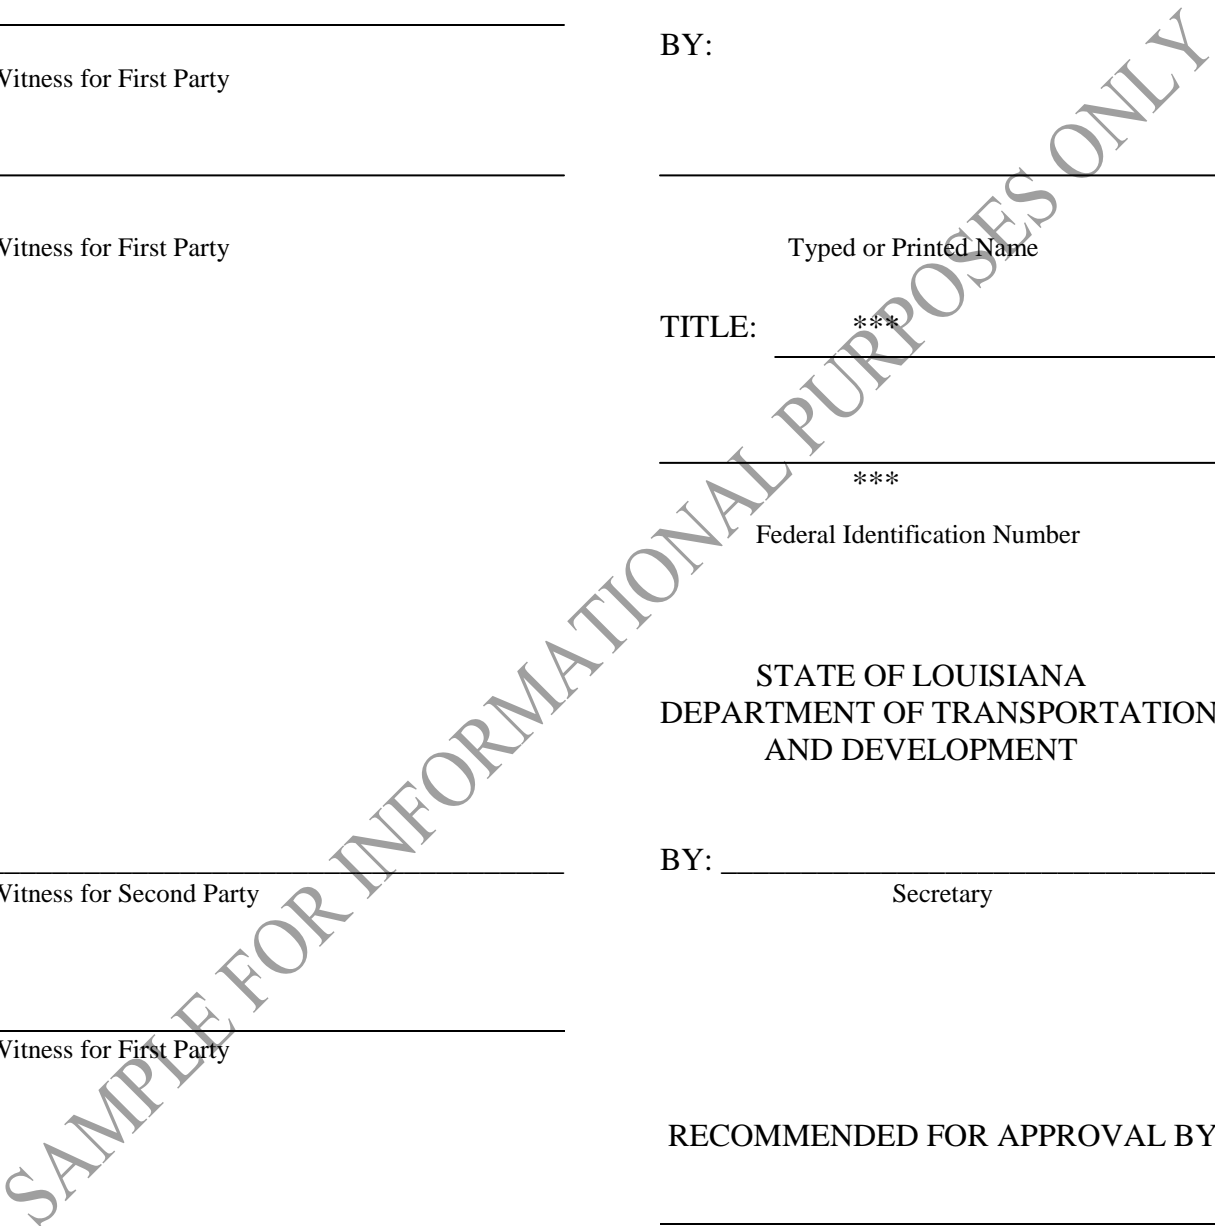 BY:
Witness for First Party
Witness for First Party
Typed or Printed Name
TITLE: ***
***
Federal Identification Number
STATE OF LOUISIANA
DEPARTMENT OF TRANSPORTATION
AND DEVELOPMENT
BY:
Witness for Second Party
Secretary
Witness for First Party
RECOMMENDED FOR APPROVAL BY
SAMPLE FOR INFORMATIONAL PURPOSES ONLY